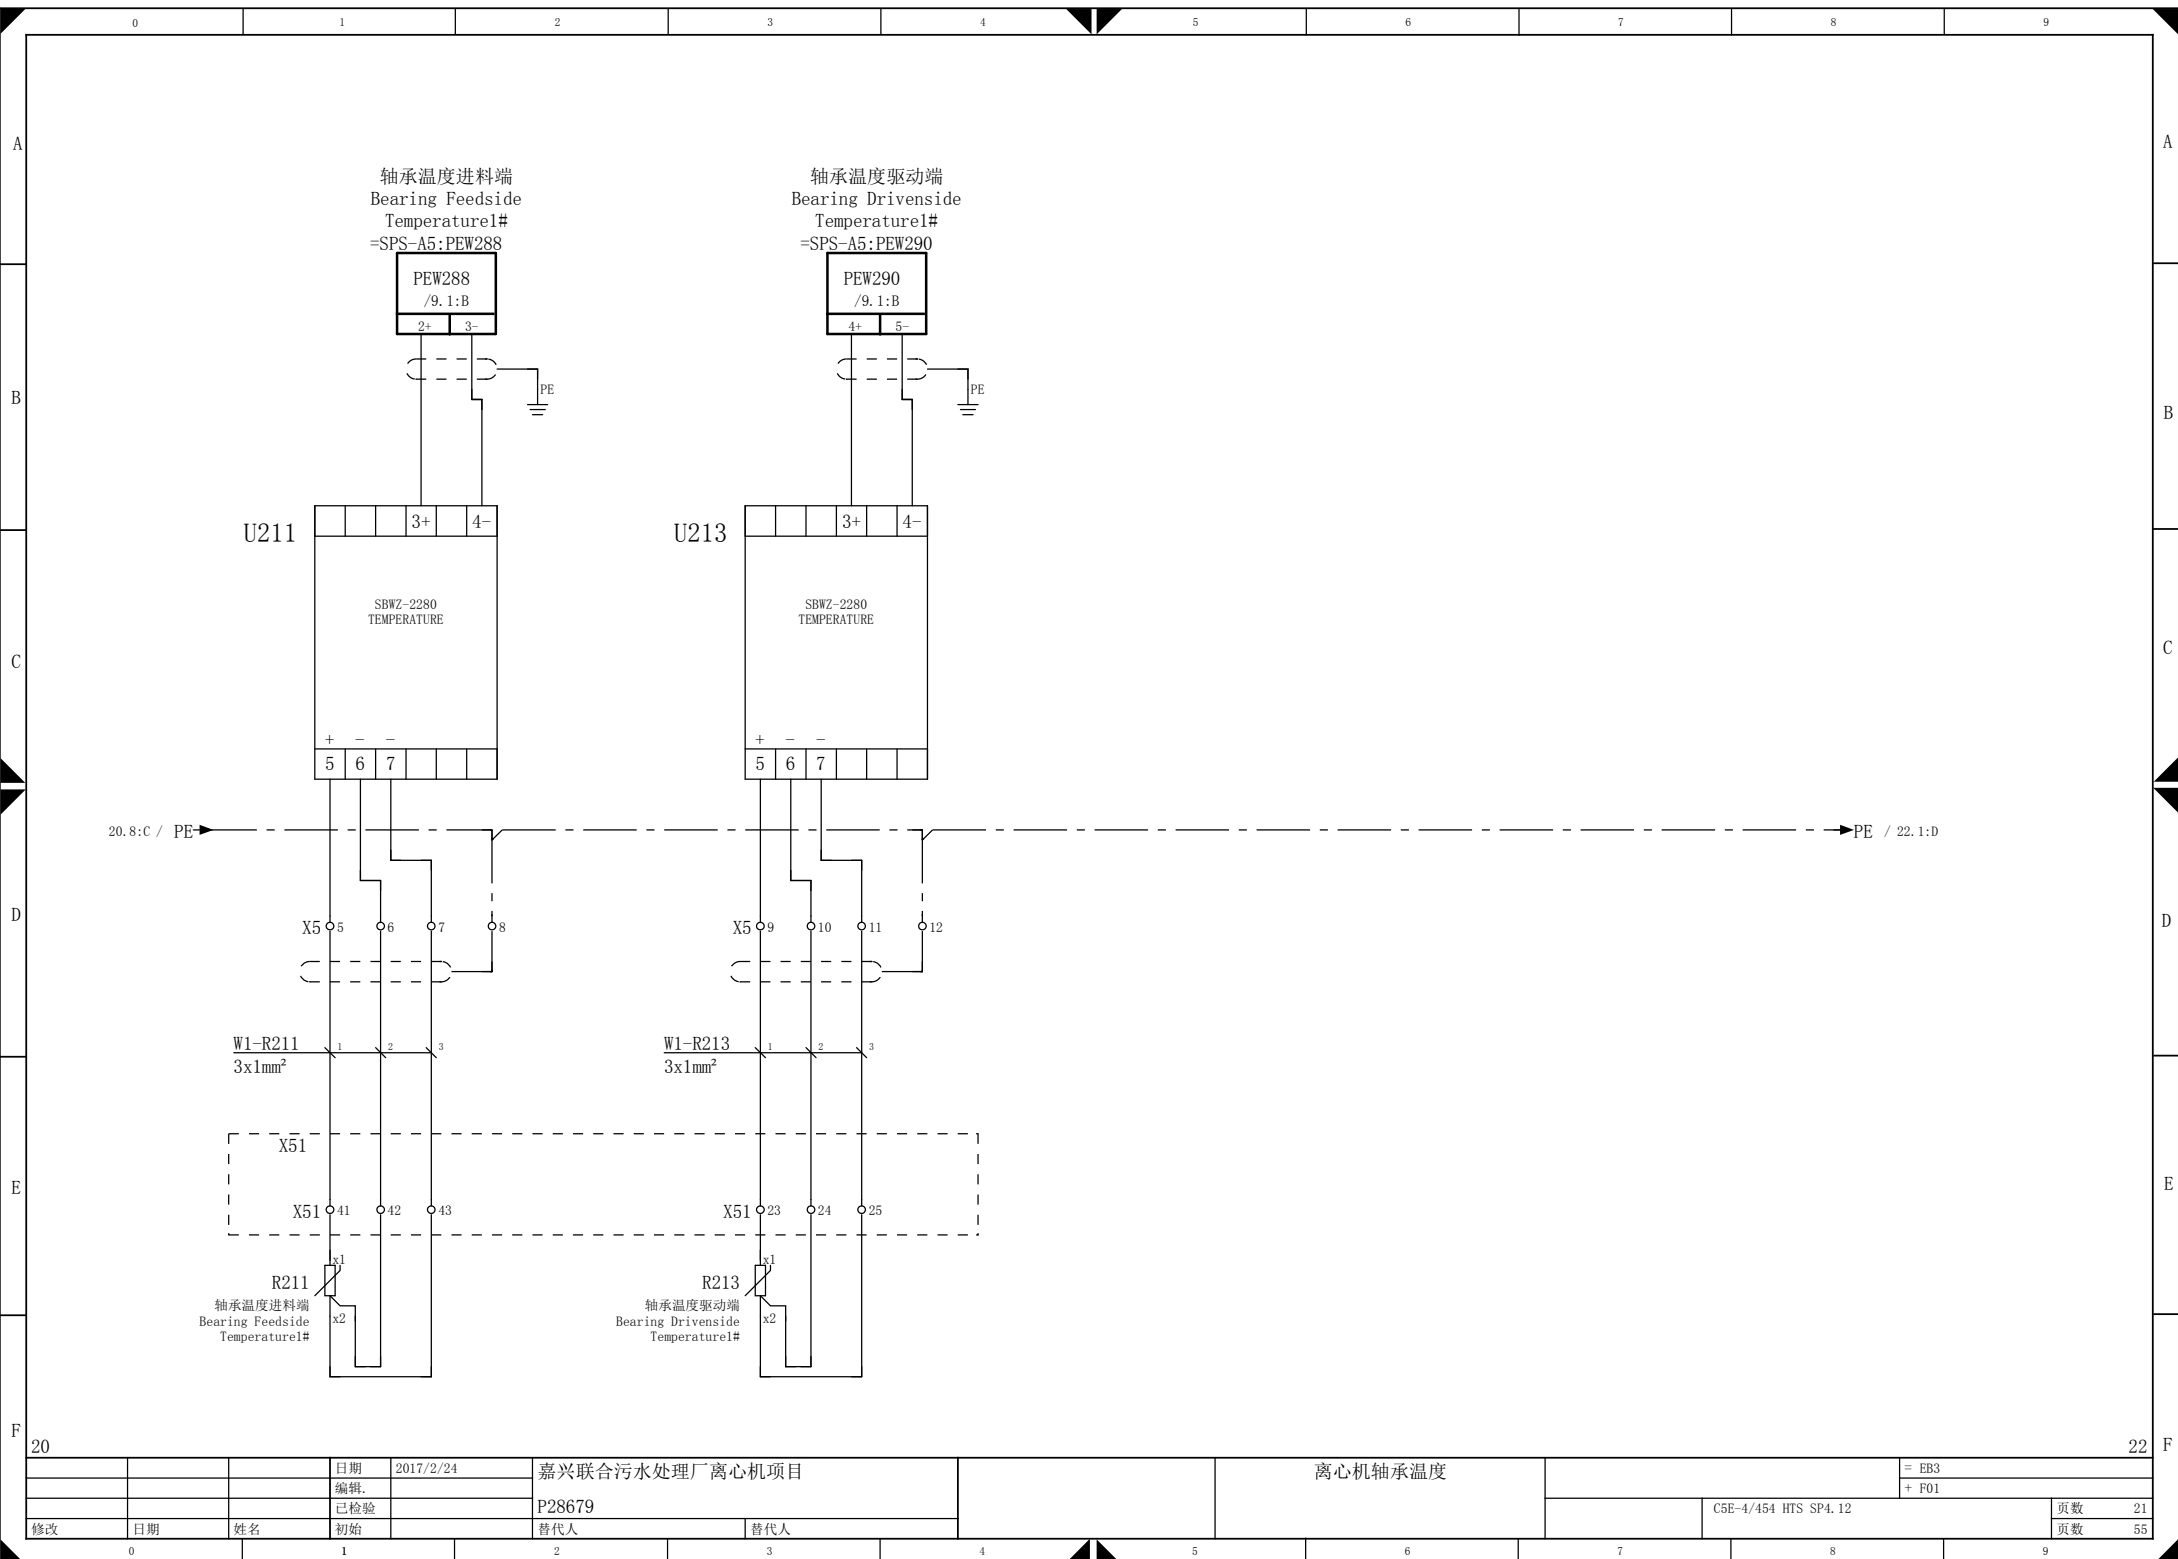 0 1 2 3 4 5 6 7 8 9
A A
轴承温度进料端
Bearing Feedside
Temperature1#
=SPS-A5:PEW288
PEW288
/9.1:B
2+ 3-
轴承温度驱动端
Bearing Drivenside
Temperature1#
=SPS-A5:PEW290
PEW290
/9.1:B
4+ 5-
PE PE
B B
U211 3+ 4-
SBWZ-2280
TEMPERATURE
+ - -
5 6 7
U213 3+ 4-
SBWZ-2280
TEMPERATURE
+ - -
5 6 7
C C
20.8:C / PE PE / 22.1:D
D D
X5 5 6 7 8 X5 9 10 11 12
W1-R211 1 2 3
3x1mm²
W1-R213 1 2 3
3x1mm²
X51
E E
X51 41 42 43 X51 23 24 25
x1
R211
轴承温度进料端
x2
Bearing Feedside
Temperature1#
x1
R213
轴承温度驱动端
x2
Bearing Drivenside
Temperature1#
F F
20 22
日期 2017/2/24 嘉兴联合污水处理厂离心机项目 离心机轴承温度 = EB3
编辑. + F01
已检验 P28679 C5E-4/454 HTS SP4.12 页数 21
修改 日期 姓名 初始 替代人 替代人 页数 55
0 1 2 3 4 5 6 7 8 9